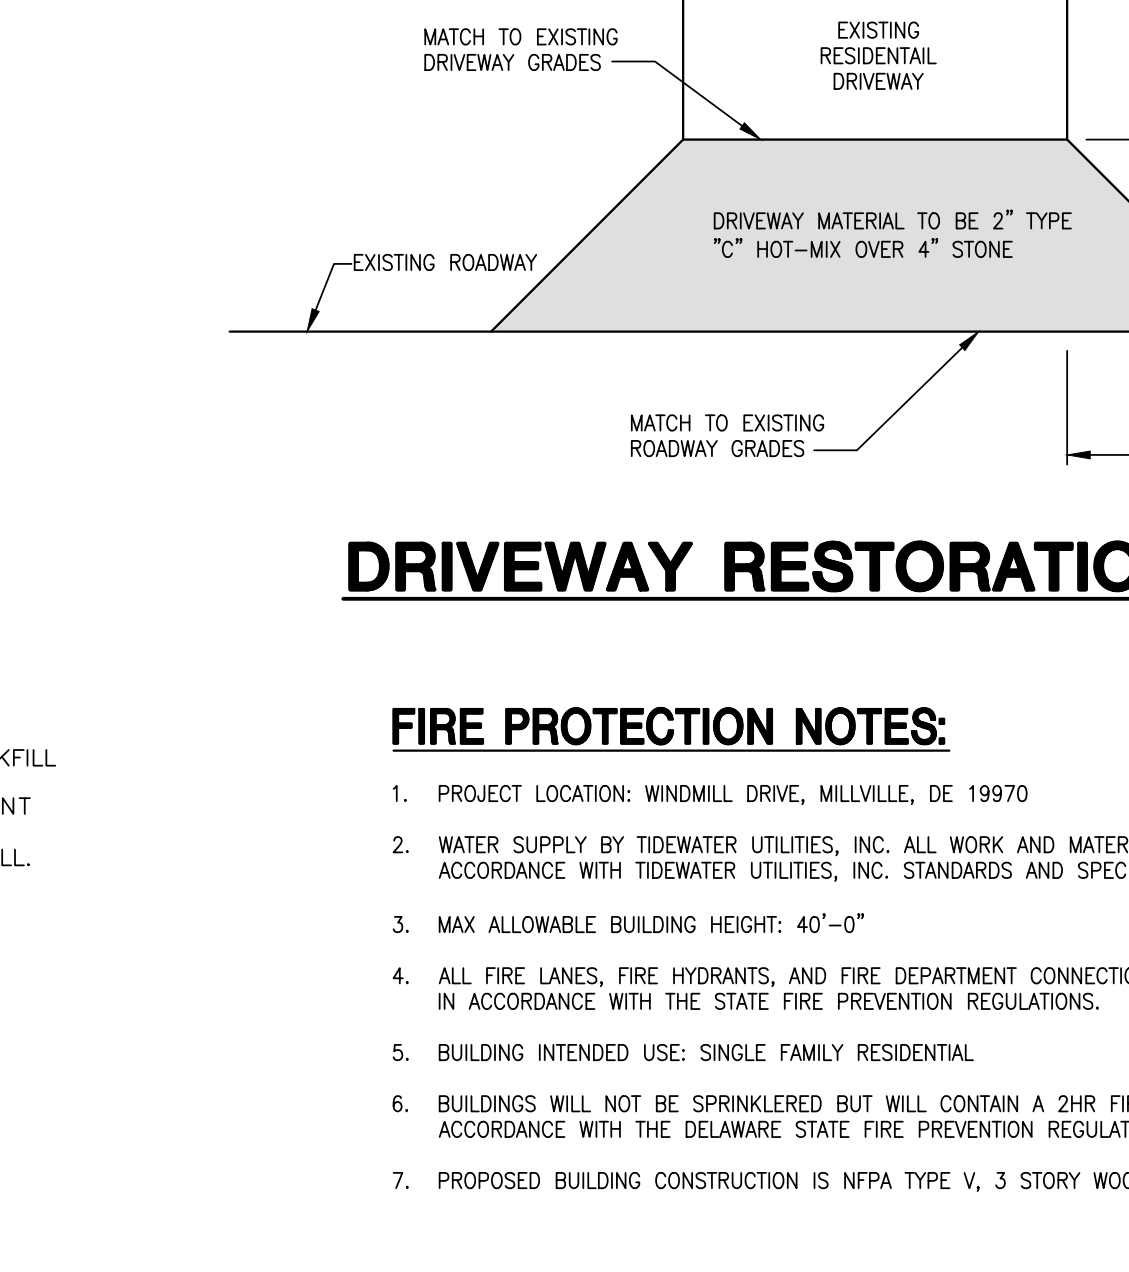 MATCH TO EXISTING
DRIVEWAY GRADES
EXISTING
RESIDENTAIL
DRIVEWAY
DRIVEWAY MATERIAL TO BE 2" TYPE
"C" HOT-MIX OVER 4" STONE
EXISTING ROADWAY
MATCH TO EXISTING
ROADWAY GRADES
DRIVEWAY RESTORATIO
KFILL
NT
LL.
FIRE PROTECTION NOTES:
1. PROJECT LOCATION: WINDMILL DRIVE, MILLVILLE, DE 19970
2. WATER SUPPLY BY TIDEWATER UTILITIES, INC. ALL WORK AND MATER
ACCORDANCE WITH TIDEWATER UTILITIES, INC. STANDARDS AND SPEC
3. MAX ALLOWABLE BUILDING HEIGHT: 40'-0"
4. ALL FIRE LANES, FIRE HYDRANTS, AND FIRE DEPARTMENT CONNECTIO
IN ACCORDANCE WITH THE STATE FIRE PREVENTION REGULATIONS.
5. BUILDING INTENDED USE: SINGLE FAMILY RESIDENTIAL
6. BUILDINGS WILL NOT BE SPRINKLERED BUT WILL CONTAIN A 2HR FI
ACCORDANCE WITH THE DELAWARE STATE FIRE PREVENTION REGULAT
7. PROPOSED BUILDING CONSTRUCTION IS NFPA TYPE V, 3 STORY WOO